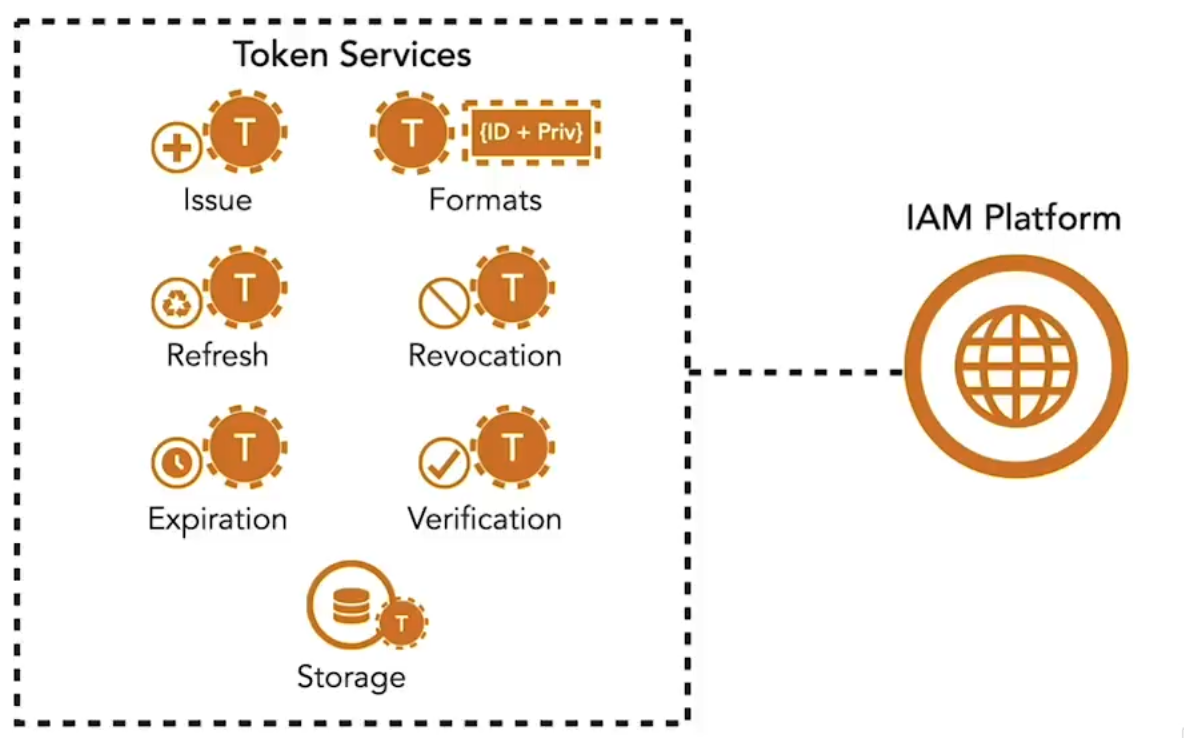 Token Services
T
T {ID + Priv}
Issue
Formats
IAM Platform
T
T
Refresh
Revocation
T
T
Expiration
Verification
T
Storage